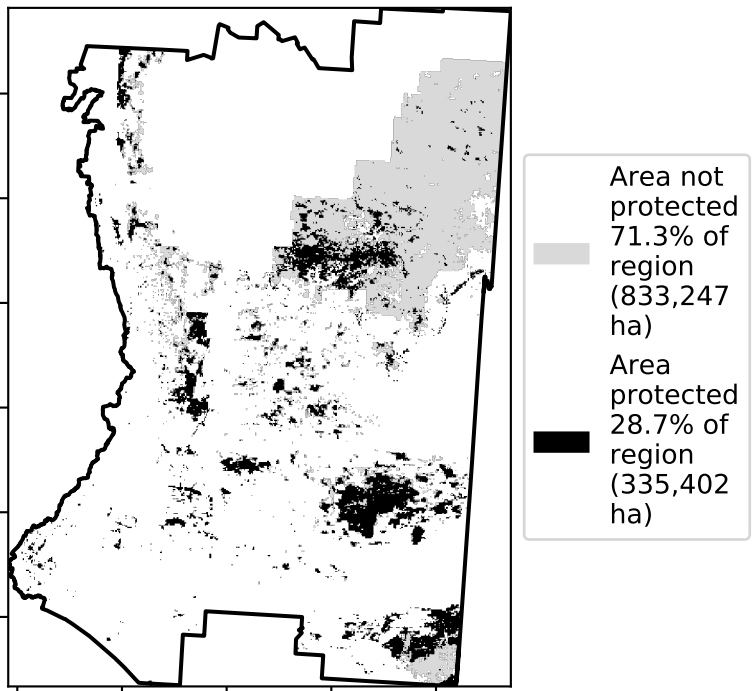 Area not
protected
71.3% of
region
(833,247
ha)
Area
protected
28.7% of
region
(335,402
ha)